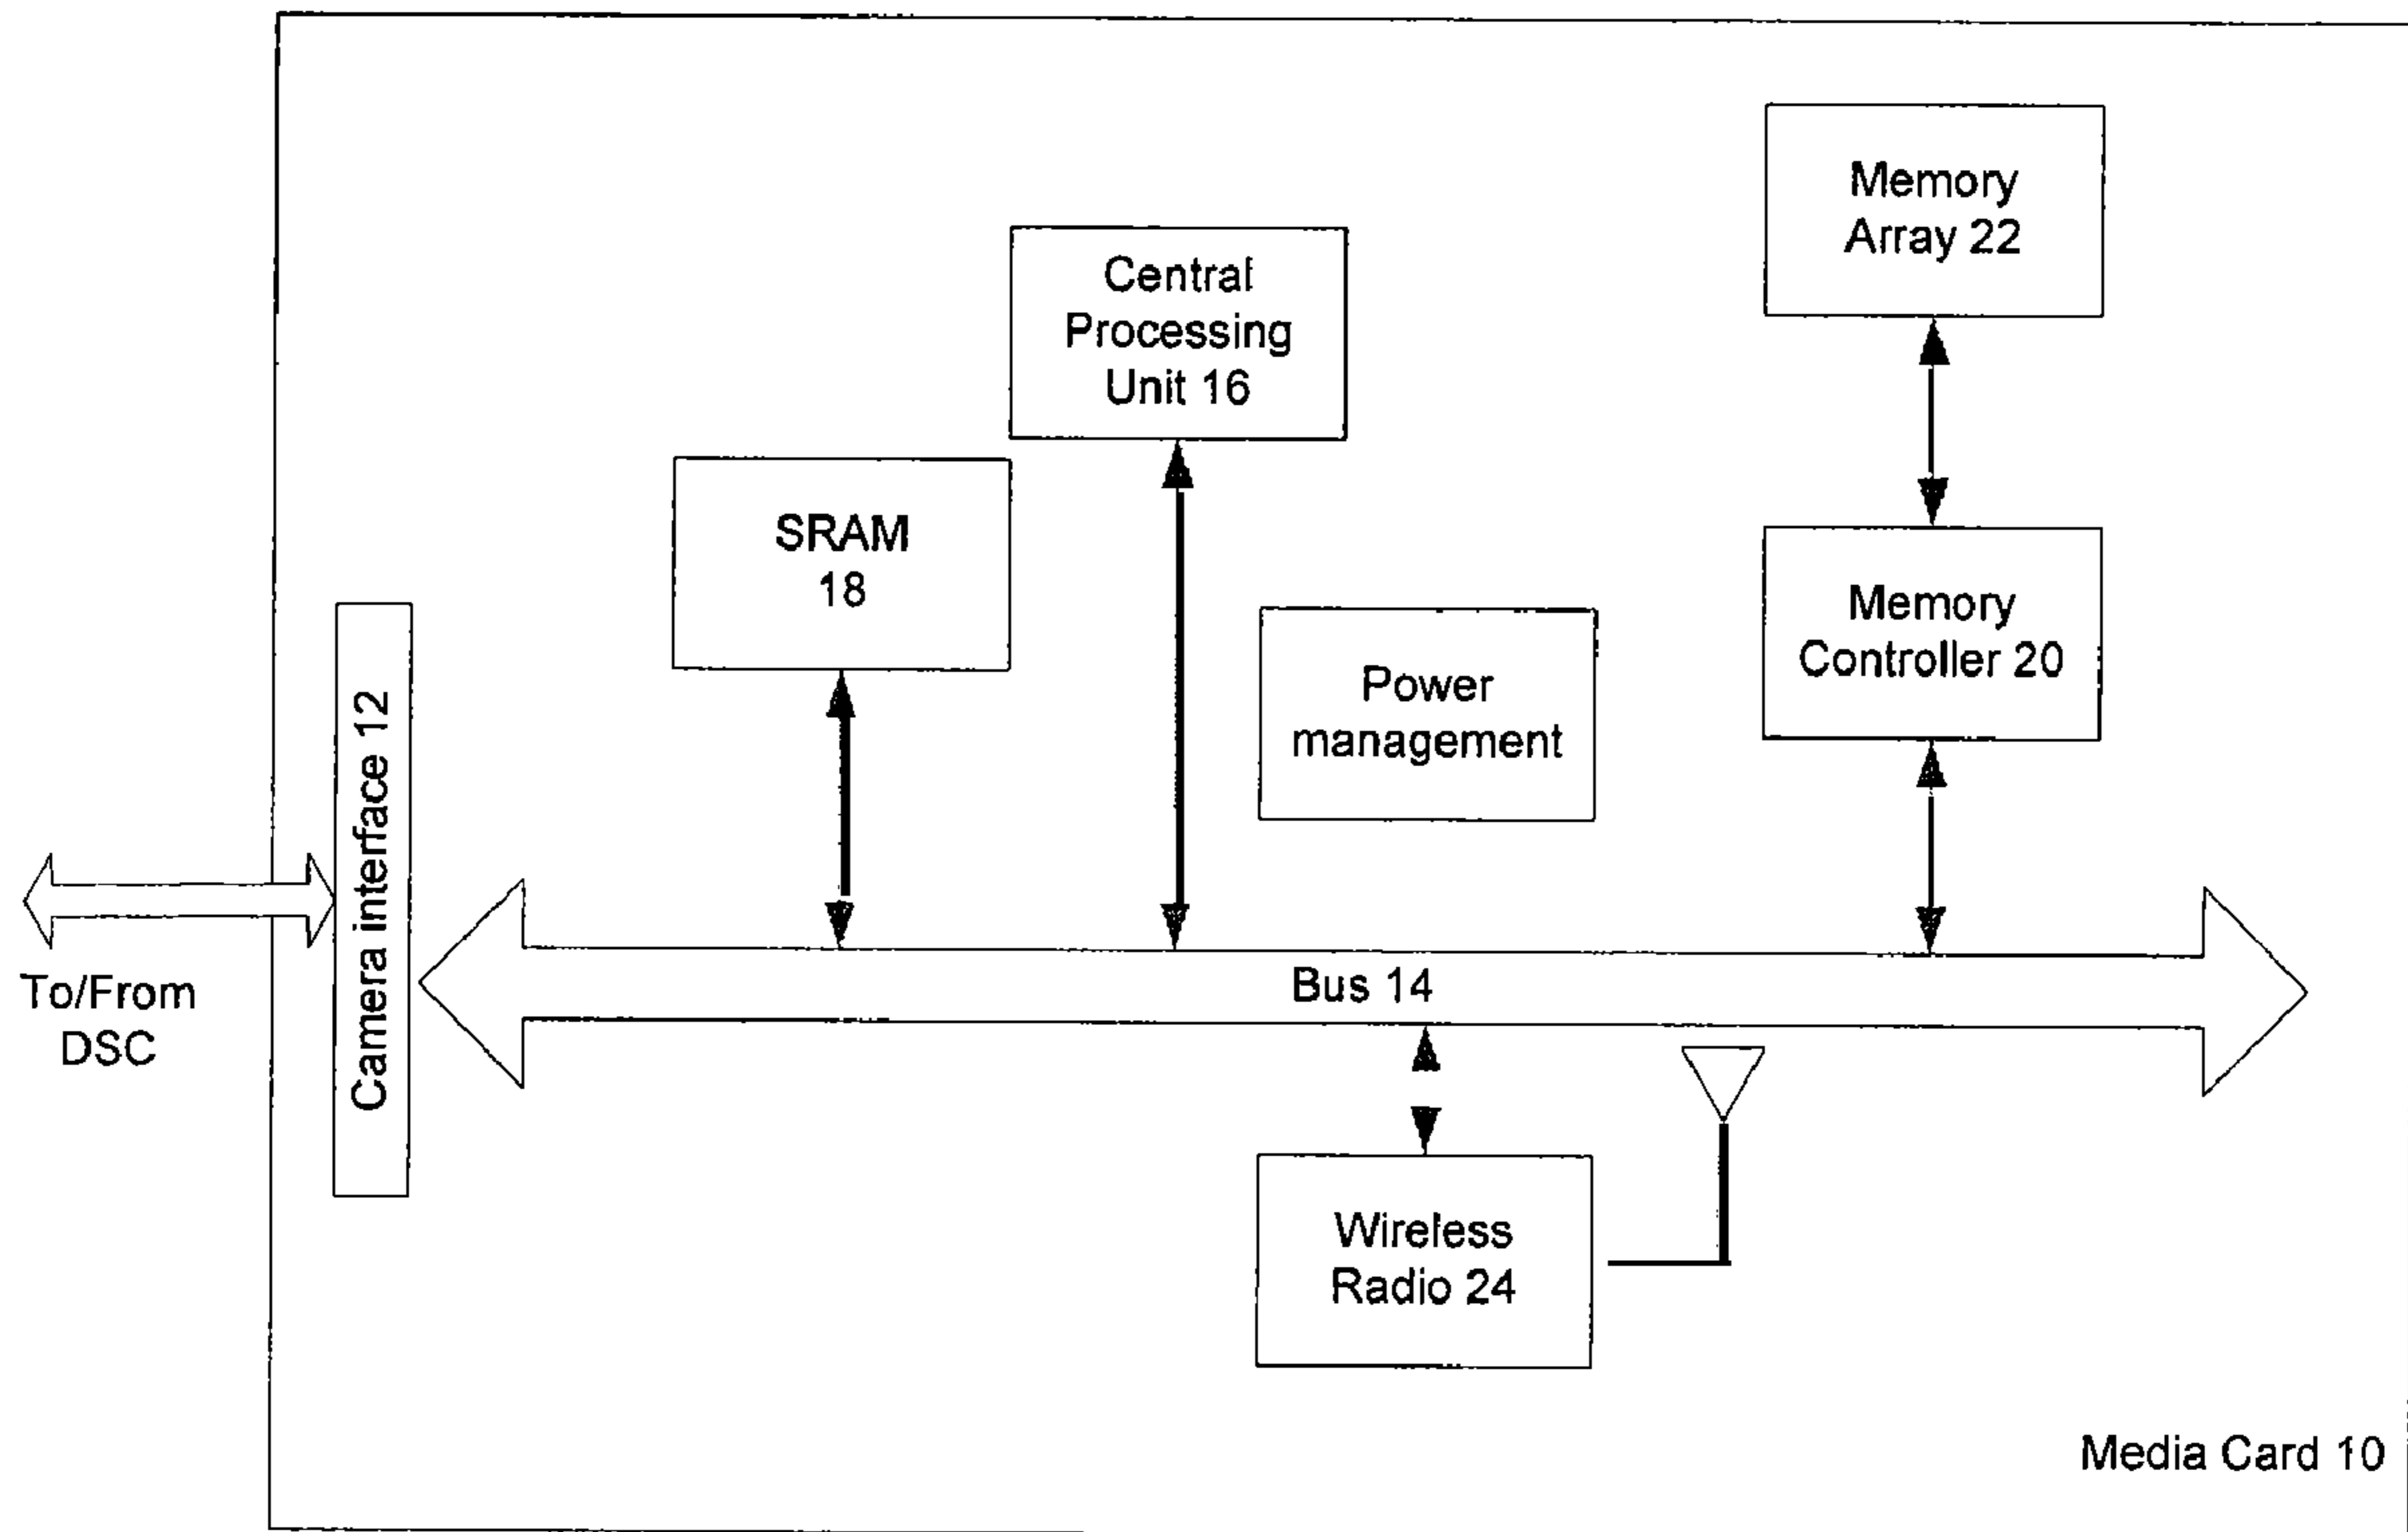 Memory
Array 22
Central
Processing
Unit 16
SRAM
18
Memory
Controller 20
Power
management
Camera interface 12
To/From
DSC
Bus 14
Wireless
Radio 24
Media Card 10